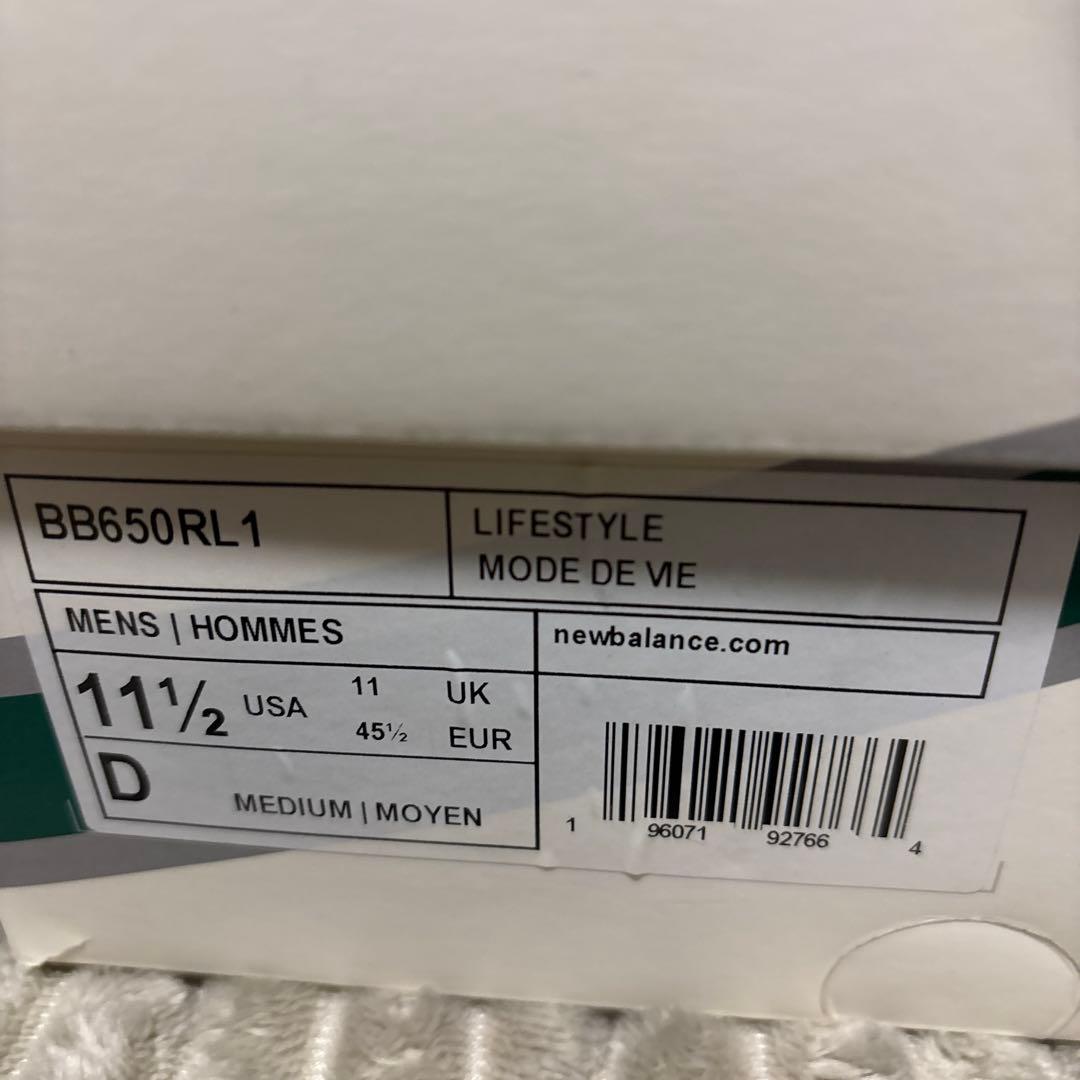 BB650RL1
LIFESTYLE
MODE DE VIE
MENS | HOMMES
newbalance.com
11½ USA 11 UK
45½ EUR
D
MEDIUM | MOYEN
1 96071 92766 4